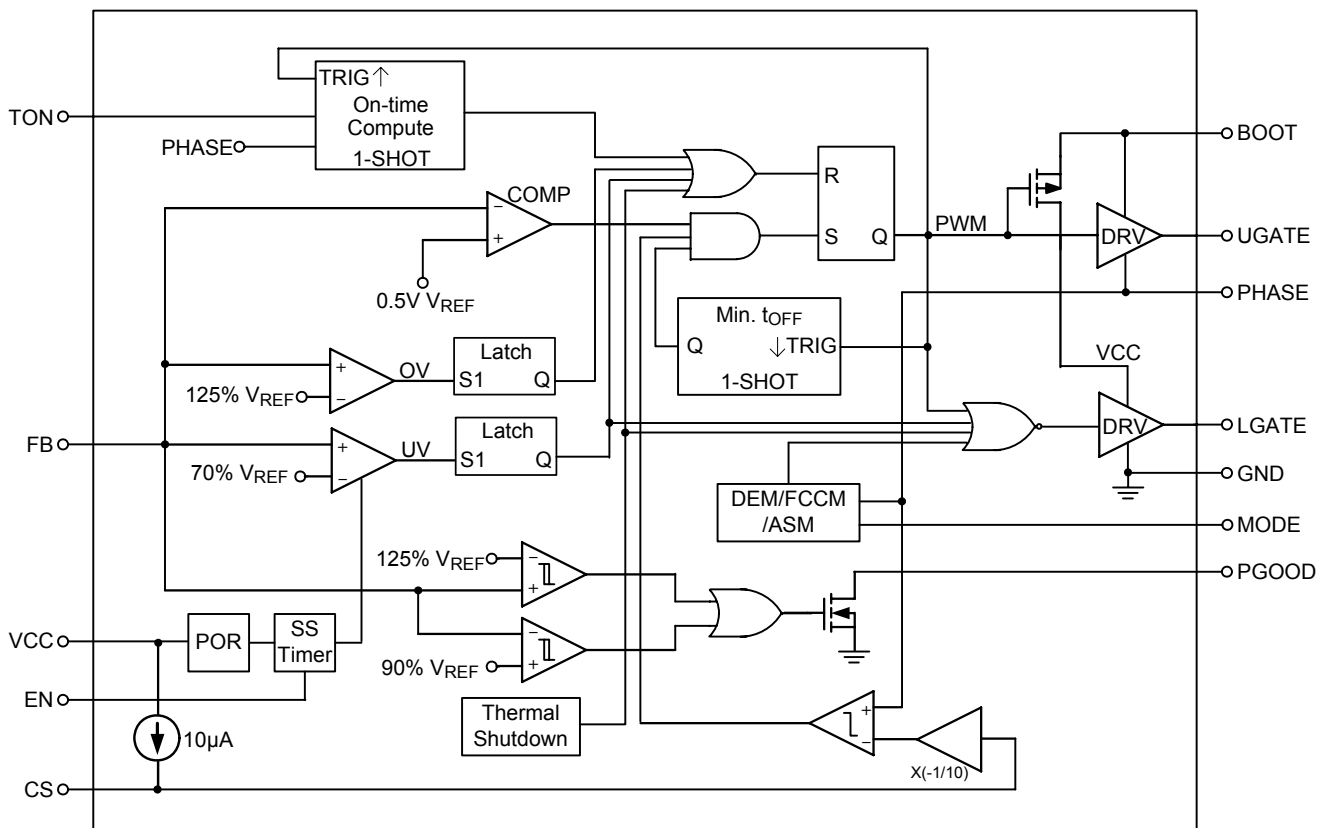 TRIG↑
On-time
Compute
1-SHOT
TON
PHASE
BOOT
COMP
−
+
0.5V VREF
R
S
Q
PWM
DRV
UGATE
PHASE
Min. tOFF
Q
↓TRIG
1-SHOT
VCC
+
−
OV
125% VREF
Latch
S1
Q
FB
+
−
UV
70% VREF
Latch
S1
Q
DRV
LGATE
GND
DEM/FCCM
/ASM
MODE
125% VREF
−
+
PGOOD
−
+
90% VREF
VCC
POR
SS
Timer
EN
Thermal
Shutdown
+
−
X(-1/10)
10µA
CS